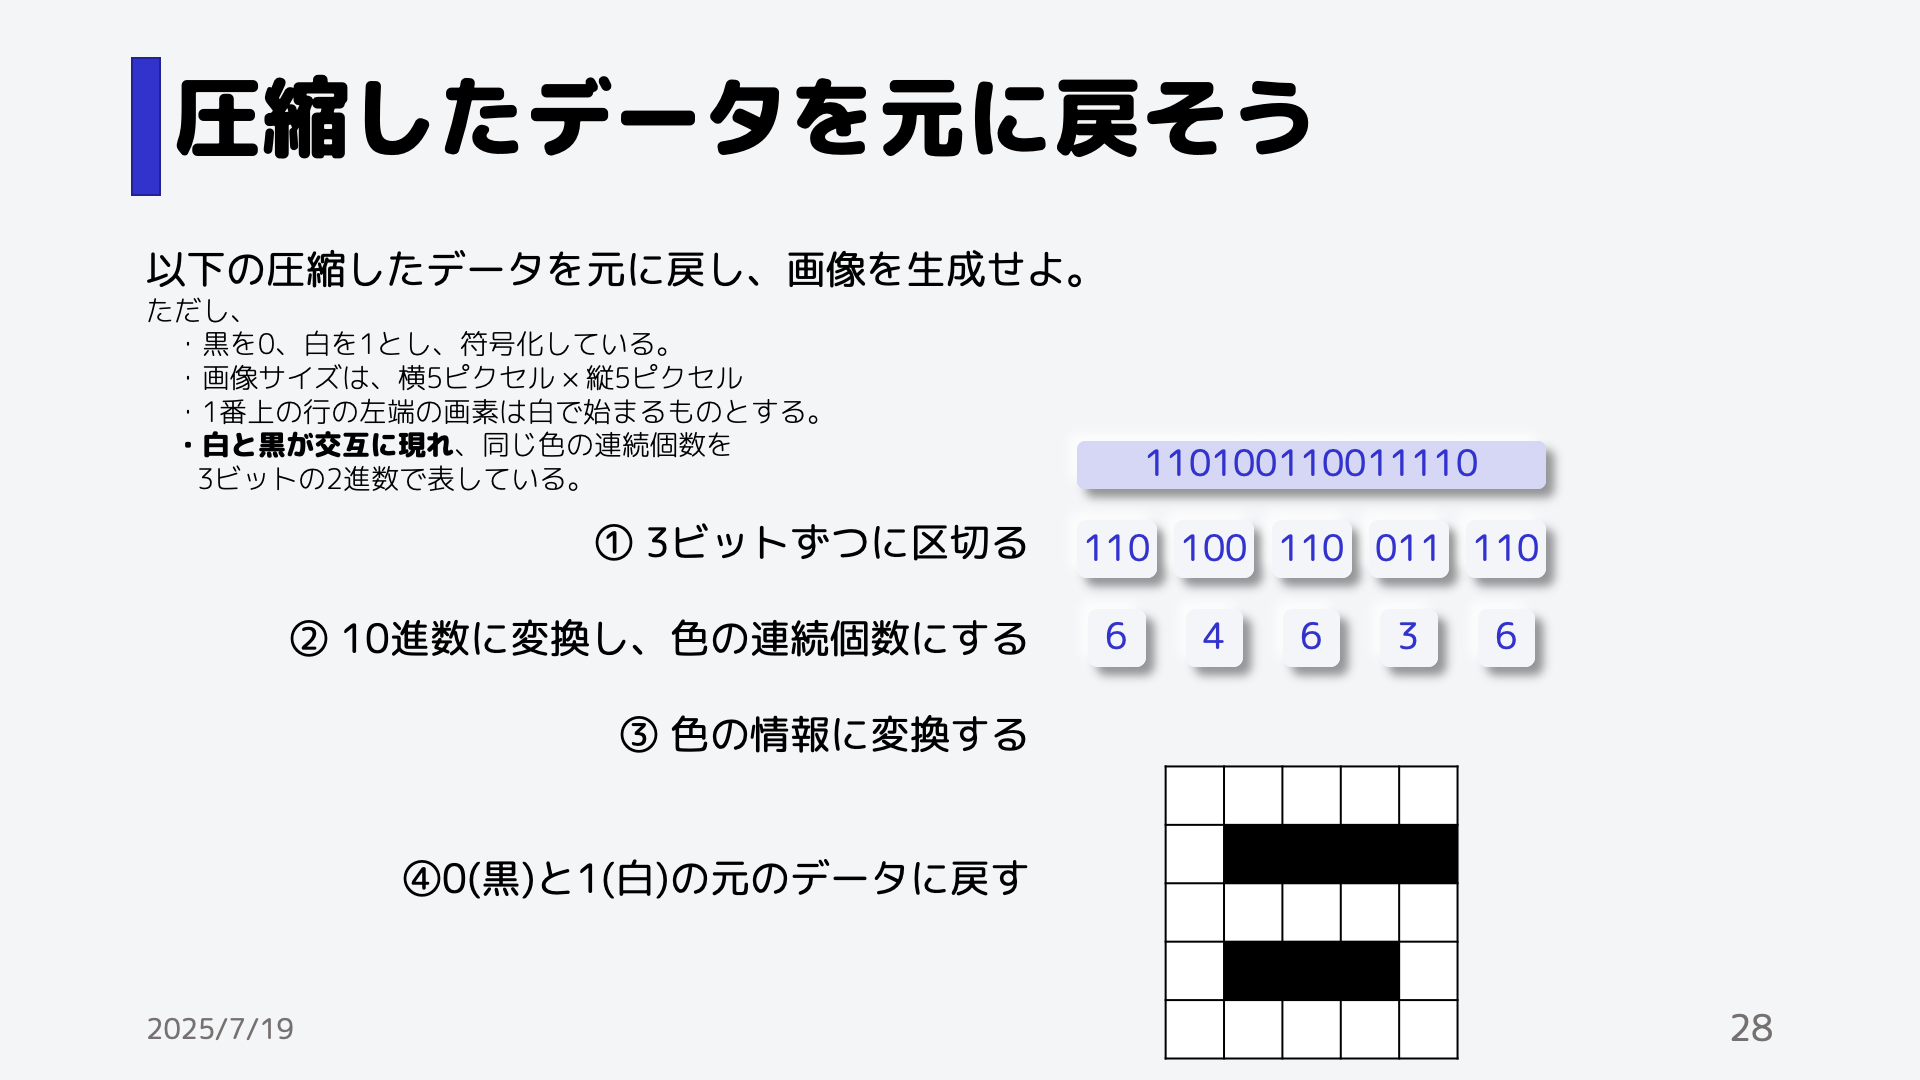 圧縮したデータを元に戻そう
以下の圧縮したデータを元に戻し、画像を生成せよ。
ただし、
・黒を0、白を1とし、符号化している。
・画像サイズは、横5ピクセル×縦5ピクセル
・1番上の行の左端の画素は白で始まるものとする。
・白と黒が交互に現れ、同じ色の連続個数を
3ビットの2進数で表している。
110100110011110
① 3ビットずつに区切る
110 100 110 011 110
② 10進数に変換し、色の連続個数にする
6 4 6 3 6
③ 色の情報に変換する
④0(黒)と1(白)の元のデータに戻す
2025/7/19
28